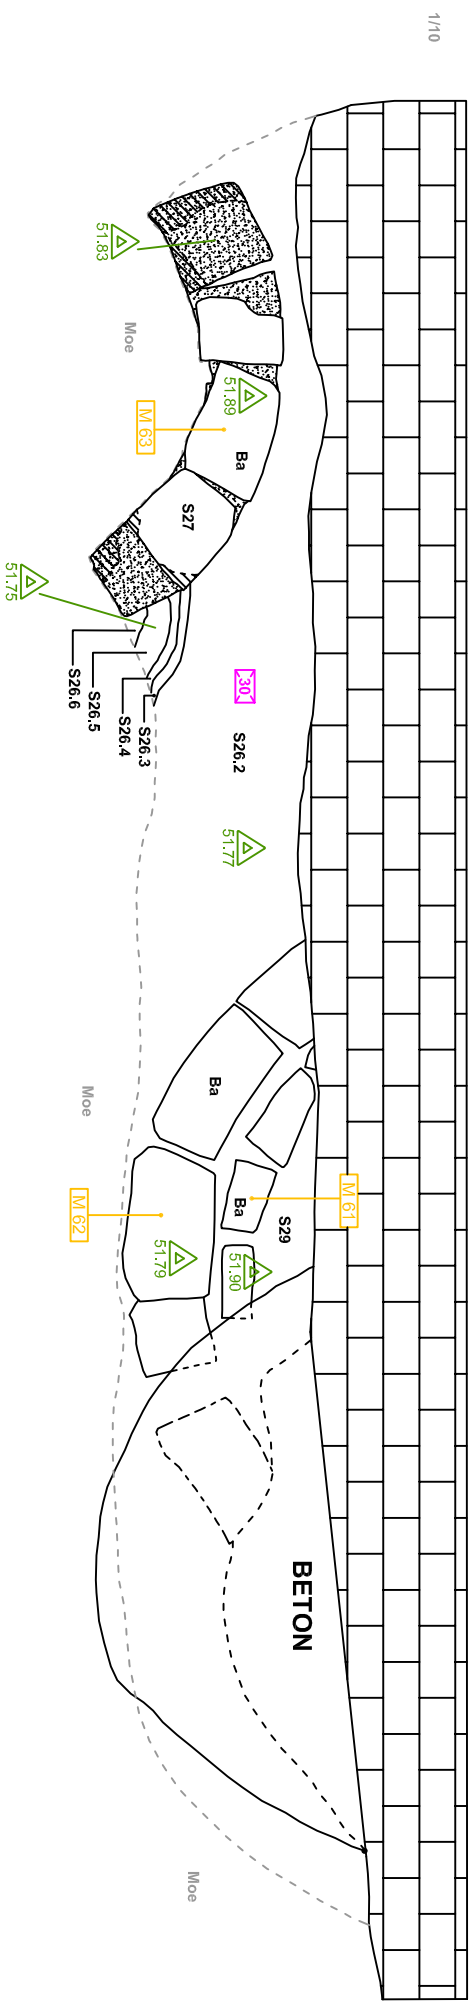 1/10
51.83
Moe
51.89
M 63
Ba
S27
51.75
S26.6
S26.5
S26.4
S26.3
30
S26.2
51.77
Moe
Ba
M 61
Ba
S29
M 62
51.79
51.90
BETON
Moe